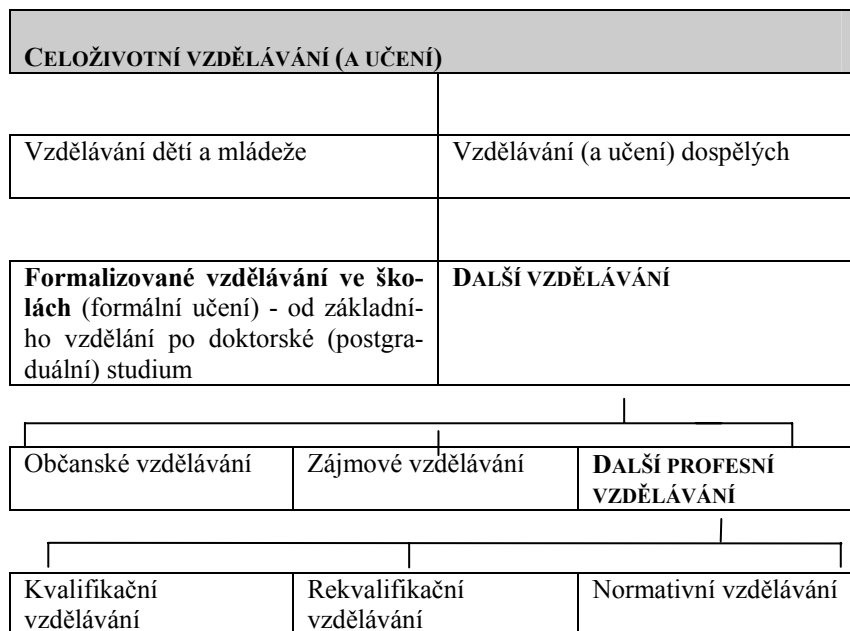 CELOŽIVOTNÍ VZDĚLÁVÁNÍ (A UČENÍ)
Vzdělávání dětí a mládeže
Vzdělávání (a učení) dospělých
Formalizované vzdělávání ve ško-
lách (formální učení) - od základní-
ho vzdělání po doktorské (postgra-
duální) studium
DALŠÍ VZDĚLÁVÁNÍ
Občanské vzdělávání
Zájmové vzdělávání
DALŠÍ PROFESNÍ
VZDĚLÁVÁNÍ
Kvalifikační
vzdělávání
Rekvalifikační
vzdělávání
Normativní vzdělávání